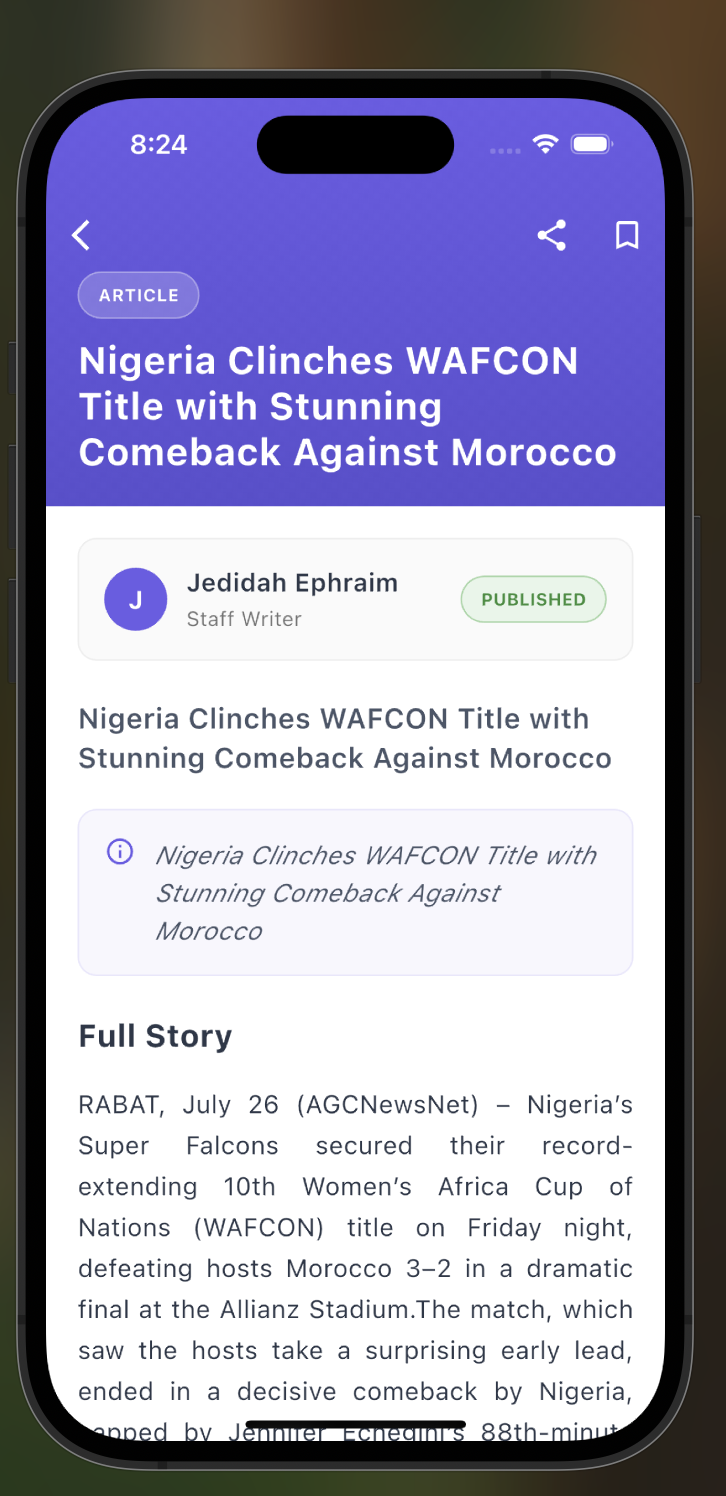 8:24
ARTICLE
Nigeria Clinches WAFCON
Title with Stunning
Comeback Against Morocco
J
Jedidah Ephraim
Staff Writer
PUBLISHED
Nigeria Clinches WAFCON Title with
Stunning Comeback Against Morocco
Nigeria Clinches WAFCON Title with
Stunning Comeback Against
Morocco
Full Story
RABAT, July 26 (AGCNewsNet) – Nigeria’s
Super Falcons secured their record-
extending 10th Women’s Africa Cup of
Nations (WAFCON) title on Friday night,
defeating hosts Morocco 3–2 in a dramatic
final at the Allianz Stadium.The match, which
saw the hosts take a surprising early lead,
ended in a decisive comeback by Nigeria,
by Jennifer Echegini’s